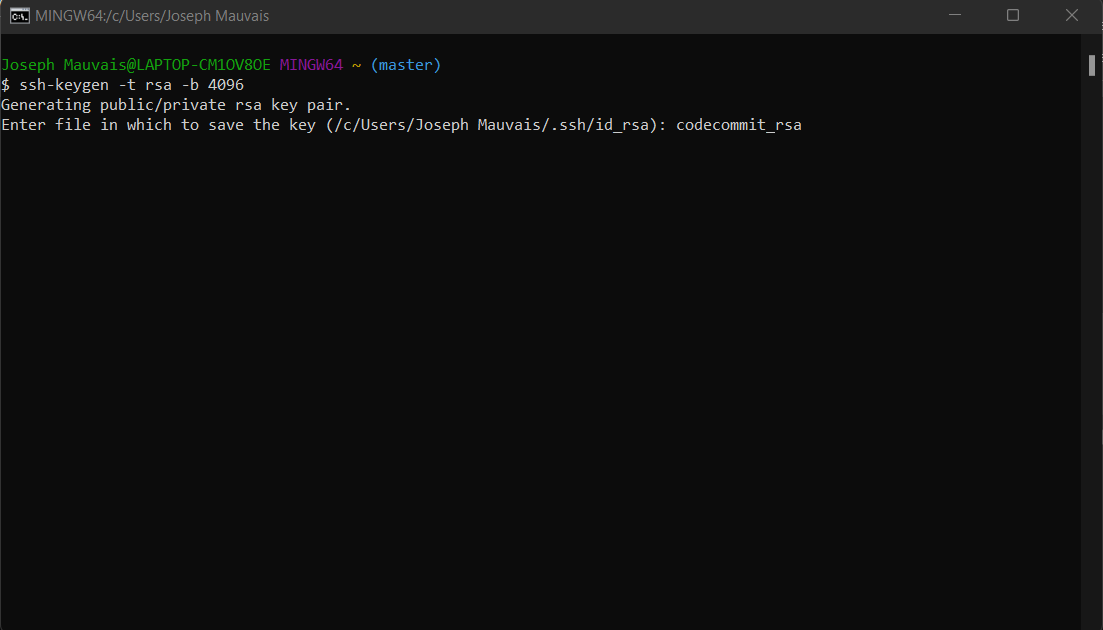 MINGW64:/c/Users/Joseph Mauvais
Joseph Mauvais@LAPTOP-CM1OV8OE MINGW64 ~ (master)
$ ssh-keygen -t rsa -b 4096
Generating public/private rsa key pair.
Enter file in which to save the key (/c/Users/Joseph Mauvais/.ssh/id_rsa): codecommit_rsa